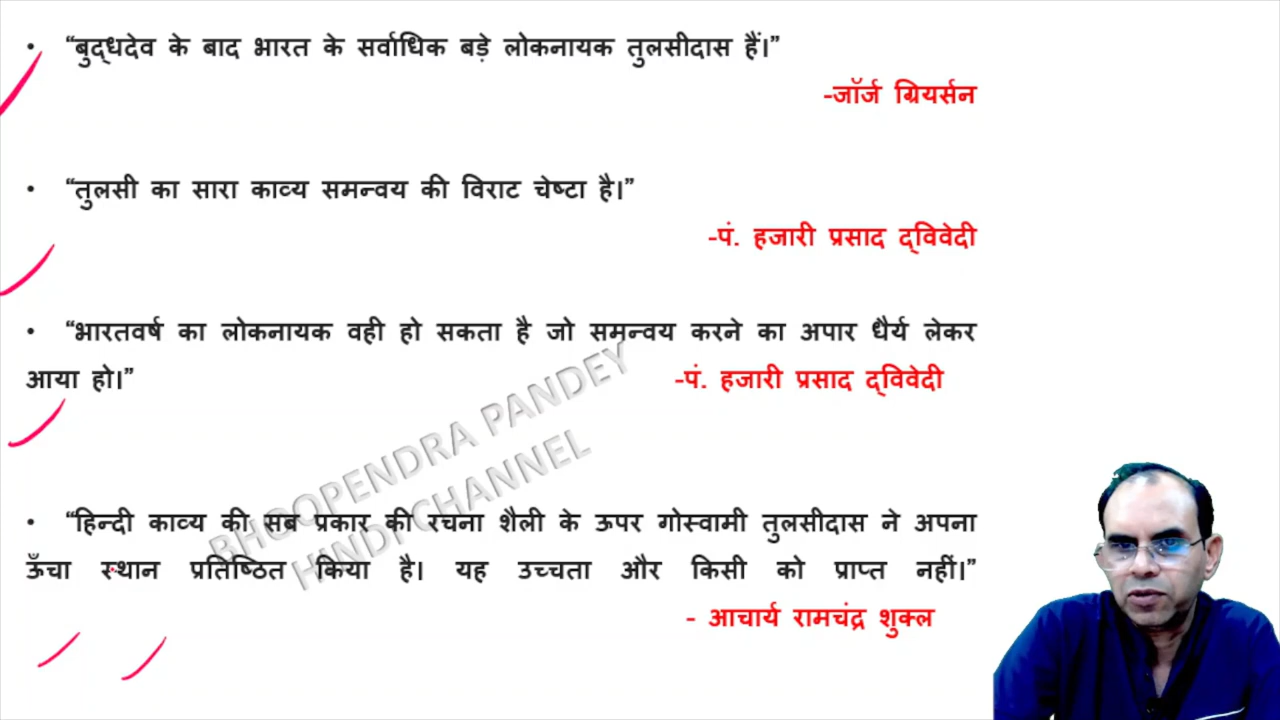 • “बुद्धदेव के बाद भारत के सर्वाधिक बड़े लोकनायक तुलसीदास हैं।”
-जॉर्ज ग्रियर्सन
• “तुलसी का सारा काव्य समन्वय की विराट चेष्टा है।”
-पं. हजारी प्रसाद द्विवेदी
• “भारतवर्ष का लोकनायक वही हो सकता है जो समन्वय करने का अपार धैर्य लेकर
आया हो।” -पं. हजारी प्रसाद द्विवेदी
BHOOPENDRA PANDEY
HINDI CHANNEL
• “हिन्दी काव्य की सब प्रकार की रचना शैली के ऊपर गोस्वामी तुलसीदास ने अपना
ऊँचा स्थान प्रतिष्ठित किया है। यह उच्चता और किसी को प्राप्त नहीं।”
- आचार्य रामचंद्र शुक्ल